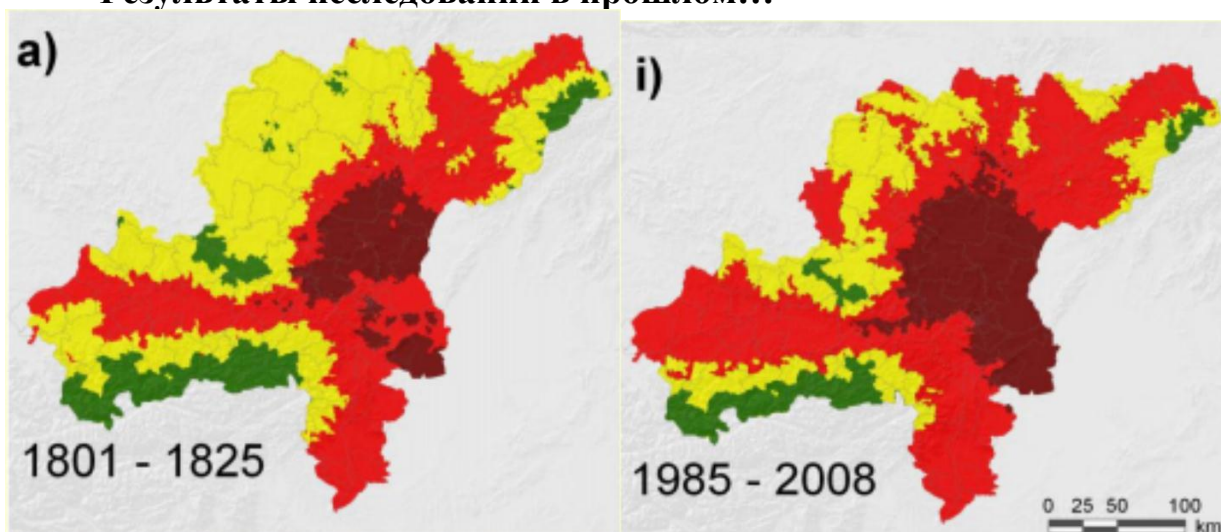 Результаты исследований в прошлом…
a)
i)
1801 - 1825
1985 - 2008
0 25 50 100
km